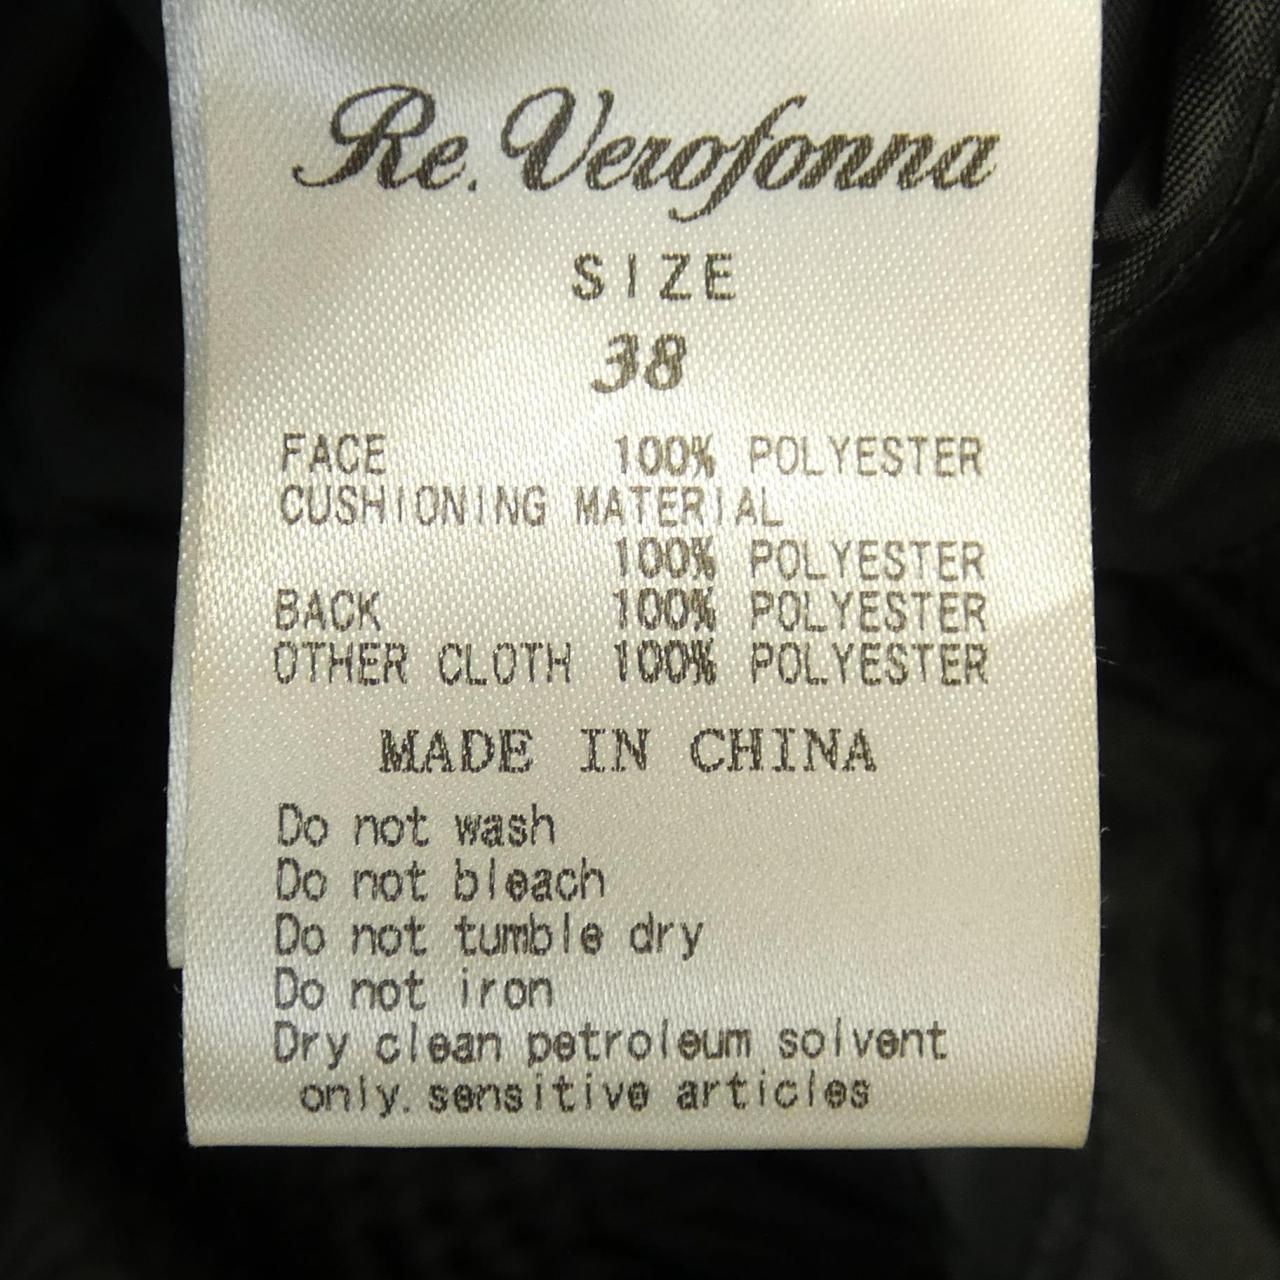 Re. Verofonna
SIZE
38
FACE 100% POLYESTER
CUSHIONING MATERIAL
100% POLYESTER
BACK 100% POLYESTER
OTHER CLOTH 100% POLYESTER
MADE IN CHINA
Do not wash
Do not bleach
Do not tumble dry
Do not iron
Dry clean petroleum solvent
only. sensitive articles